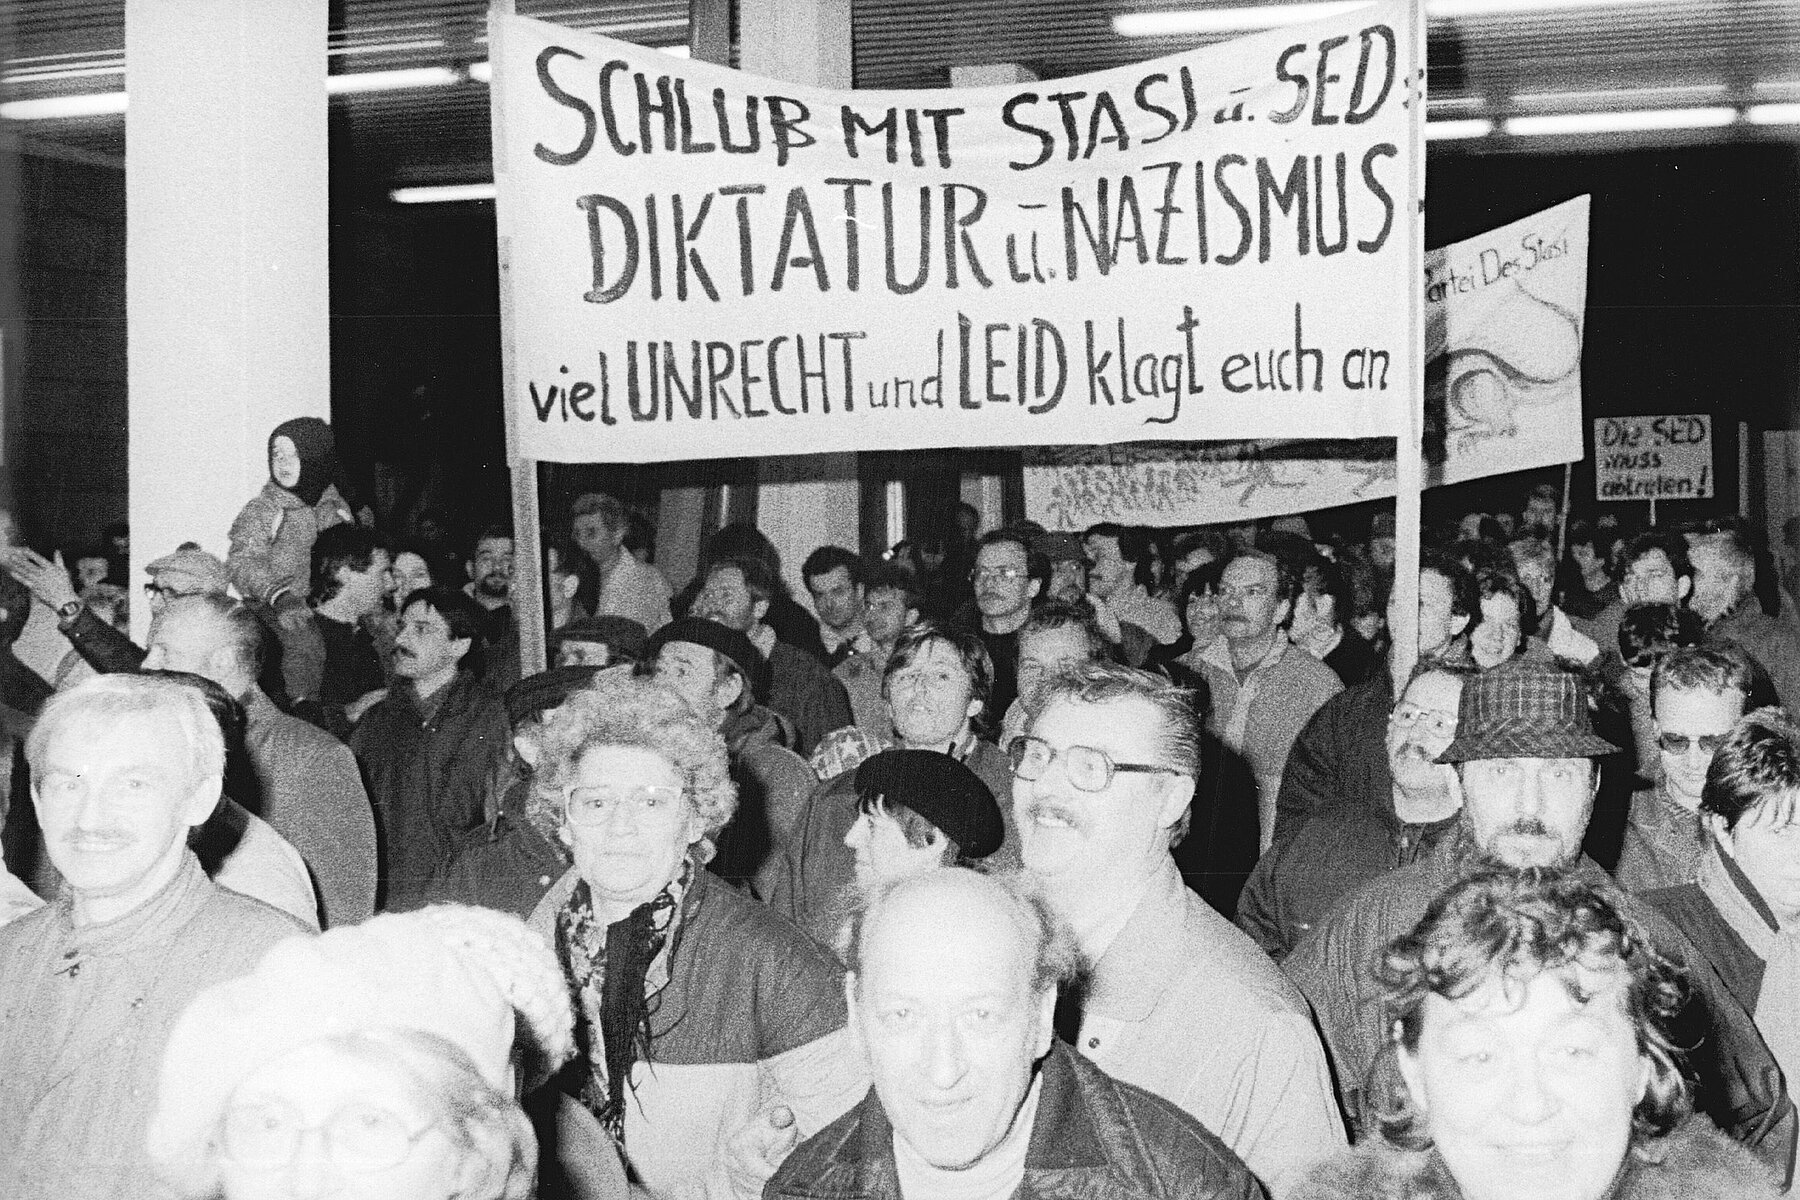 SCHLUß MIT STASI u. SED:
DIKTATUR u. NAZISMUS
viel UNRECHT und LEID klagt euch an
Partei Des Stasi
Die SED
muss
abtreten!